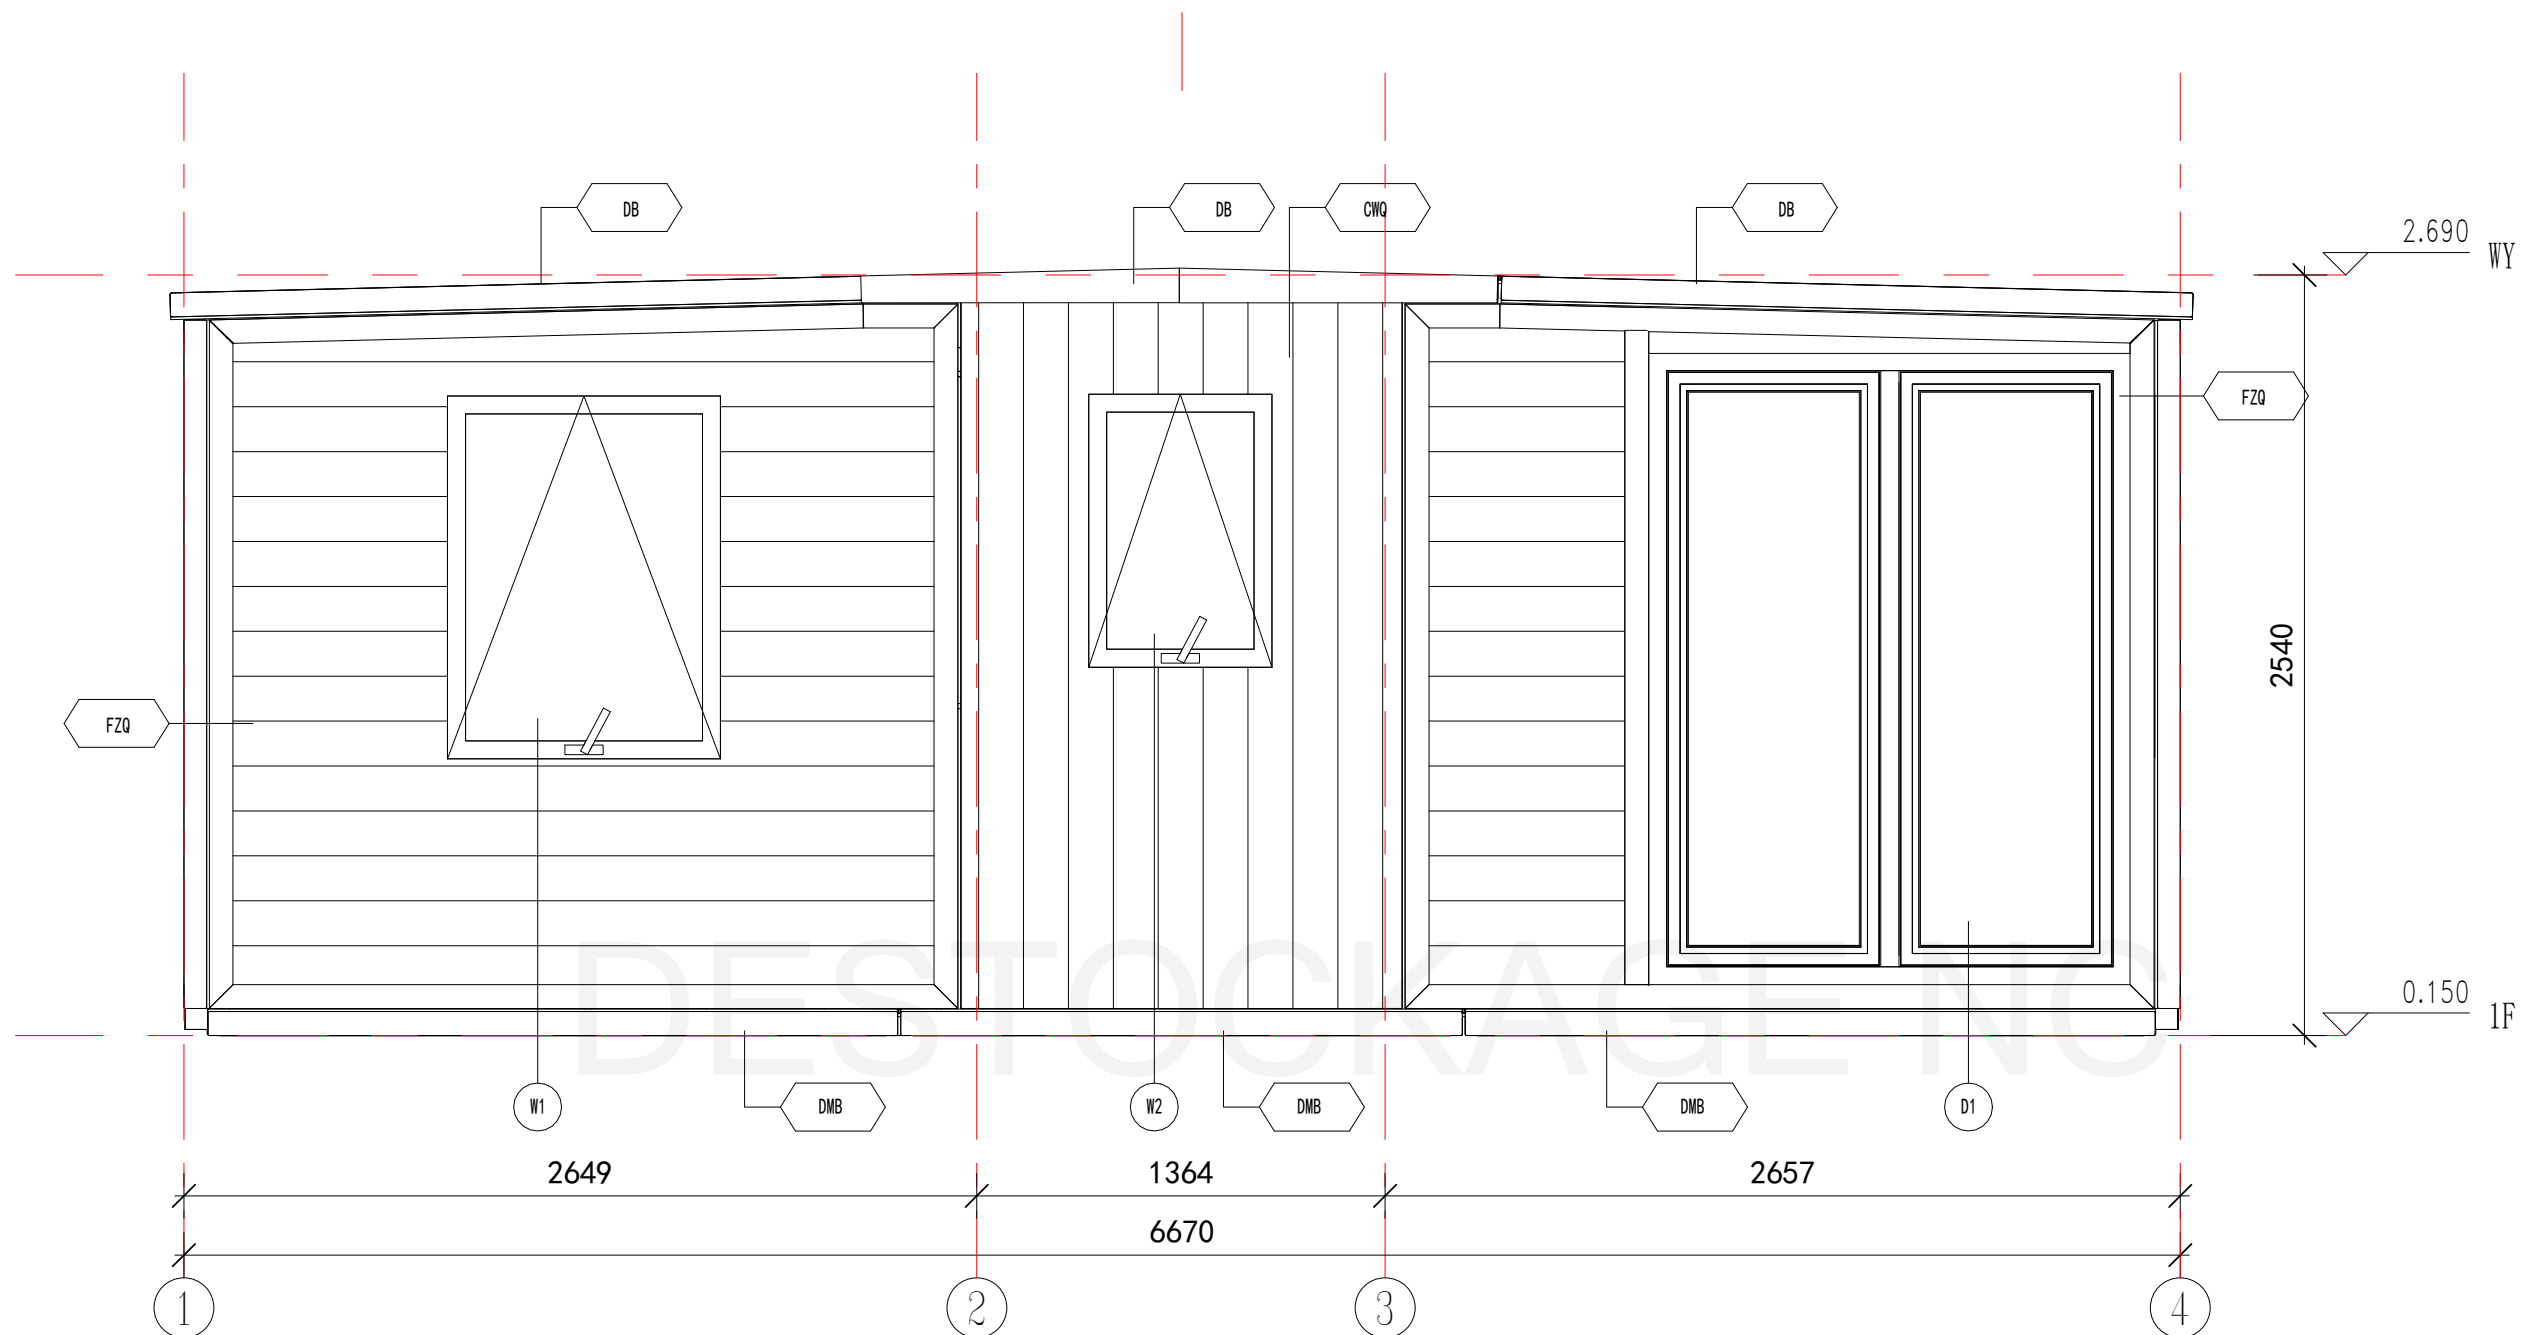 DB
DB
CWQ
DB
2.690
WY
FZQ
2540
FZQ
DESTOCKAGE NC
0.150
1F
W1
DMB
W2
DMB
DMB
D1
2649
1364
2657
6670
1
2
3
4